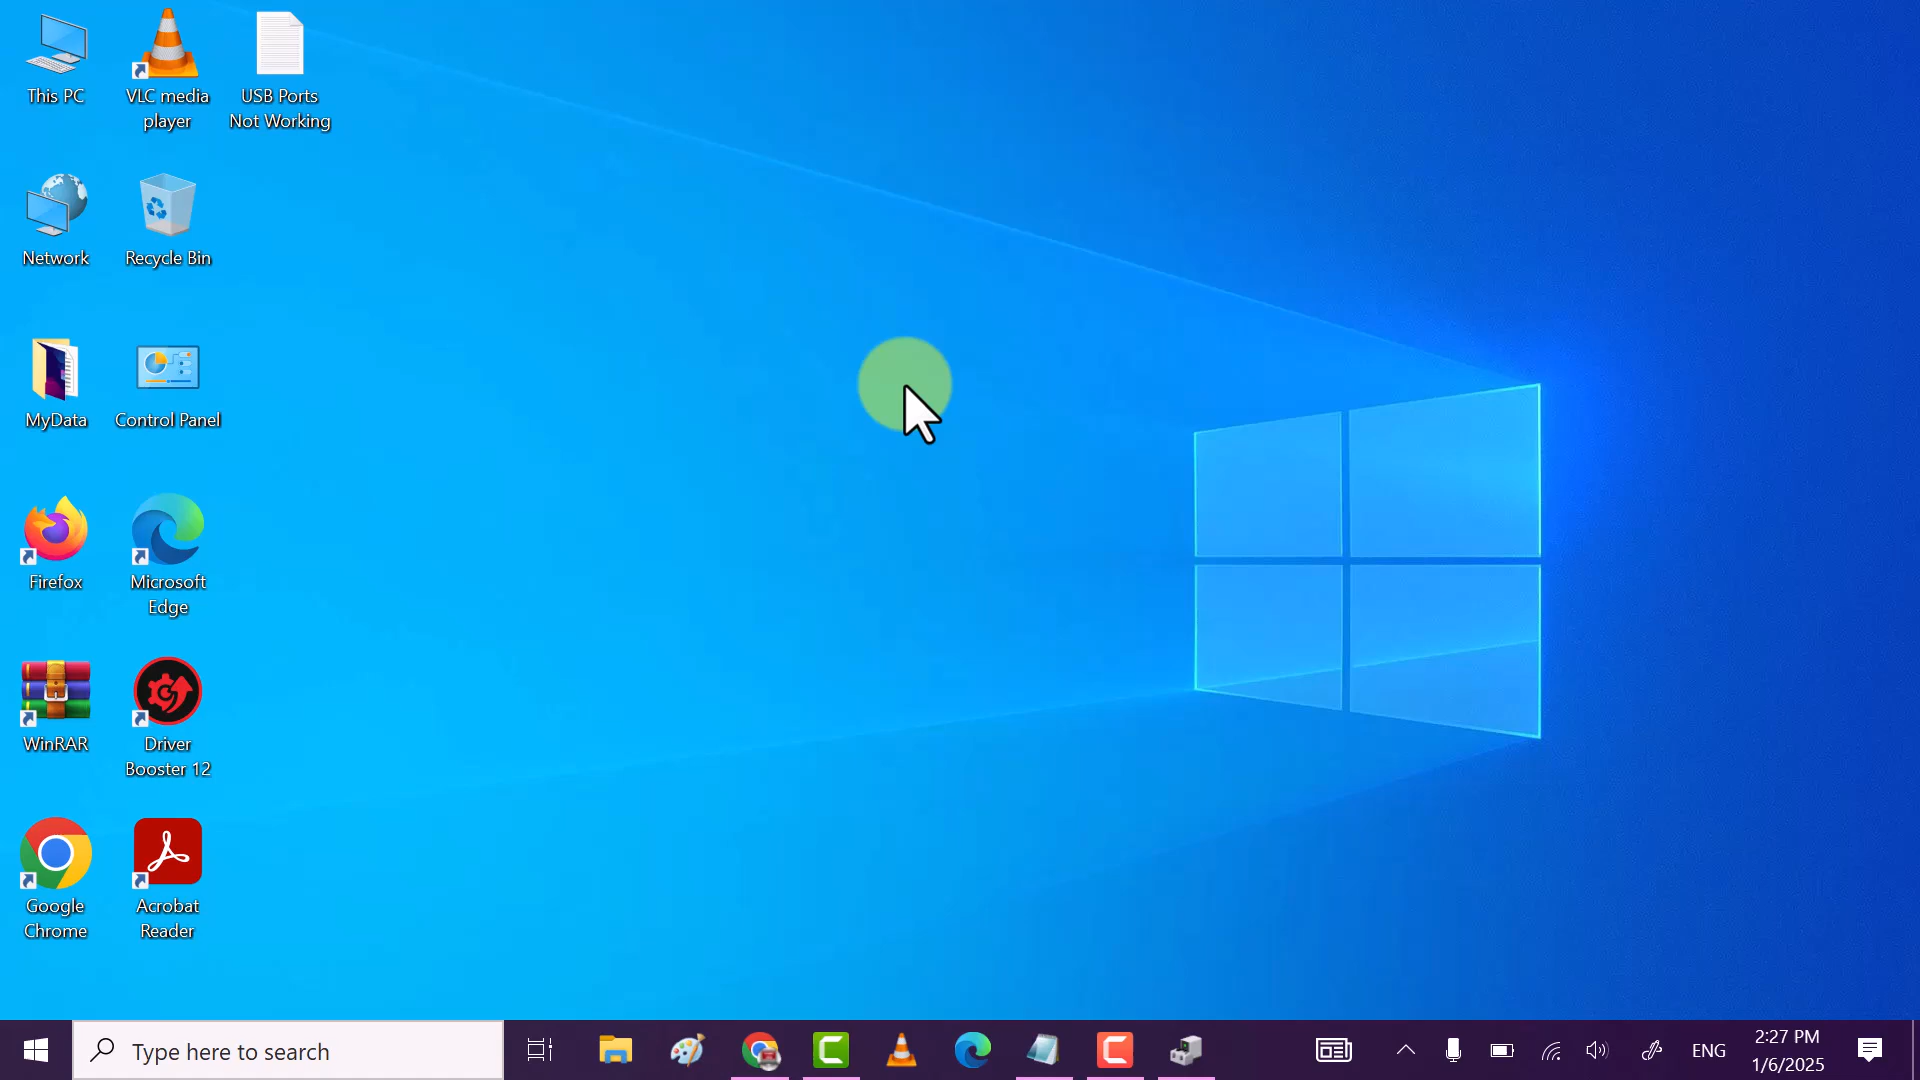 This PC
VLC media
player
USB Ports
Not Working
Network
Recycle Bin
MyData
Control Panel
Firefox
Microsoft
Edge
WinRAR
Driver
Booster 12
Google
Chrome
Acrobat
Reader
Type here to search
ENG
2:27 PM
1/6/2025